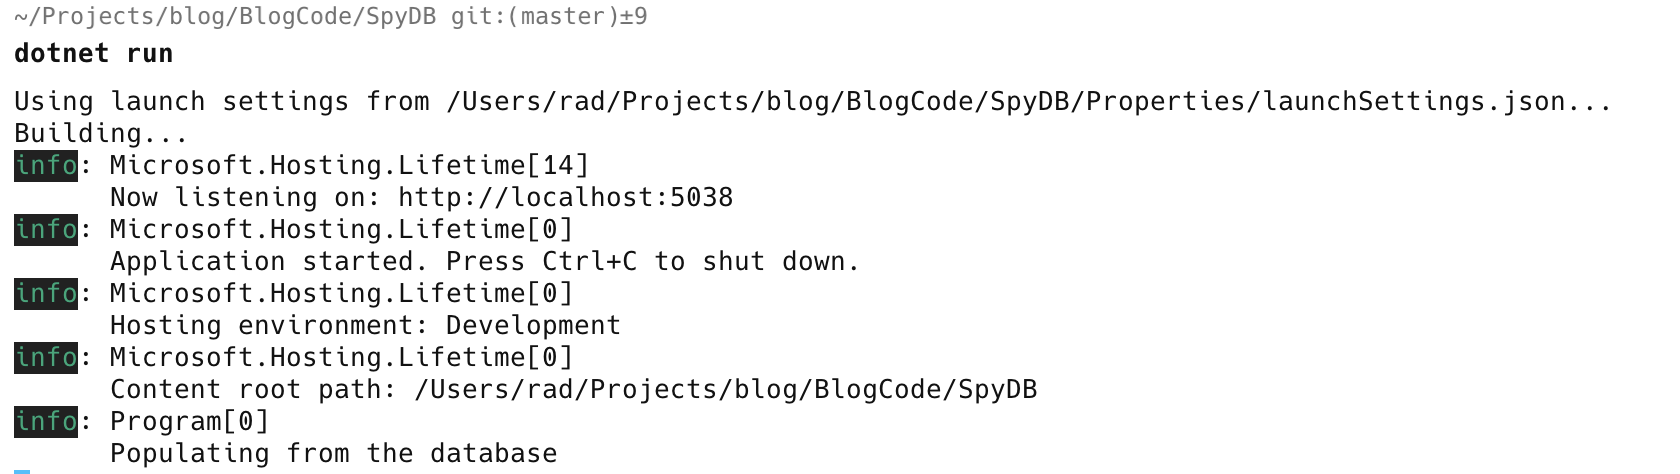 ~/Projects/blog/BlogCode/SpyDB git:(master)±9
dotnet run
Using launch settings from /Users/rad/Projects/blog/BlogCode/SpyDB/Properties/launchSettings.json...
Building...
info: Microsoft.Hosting.Lifetime[14]
      Now listening on: http://localhost:5038
info: Microsoft.Hosting.Lifetime[0]
      Application started. Press Ctrl+C to shut down.
info: Microsoft.Hosting.Lifetime[0]
      Hosting environment: Development
info: Microsoft.Hosting.Lifetime[0]
      Content root path: /Users/rad/Projects/blog/BlogCode/SpyDB
info: Program[0]
      Populating from the database